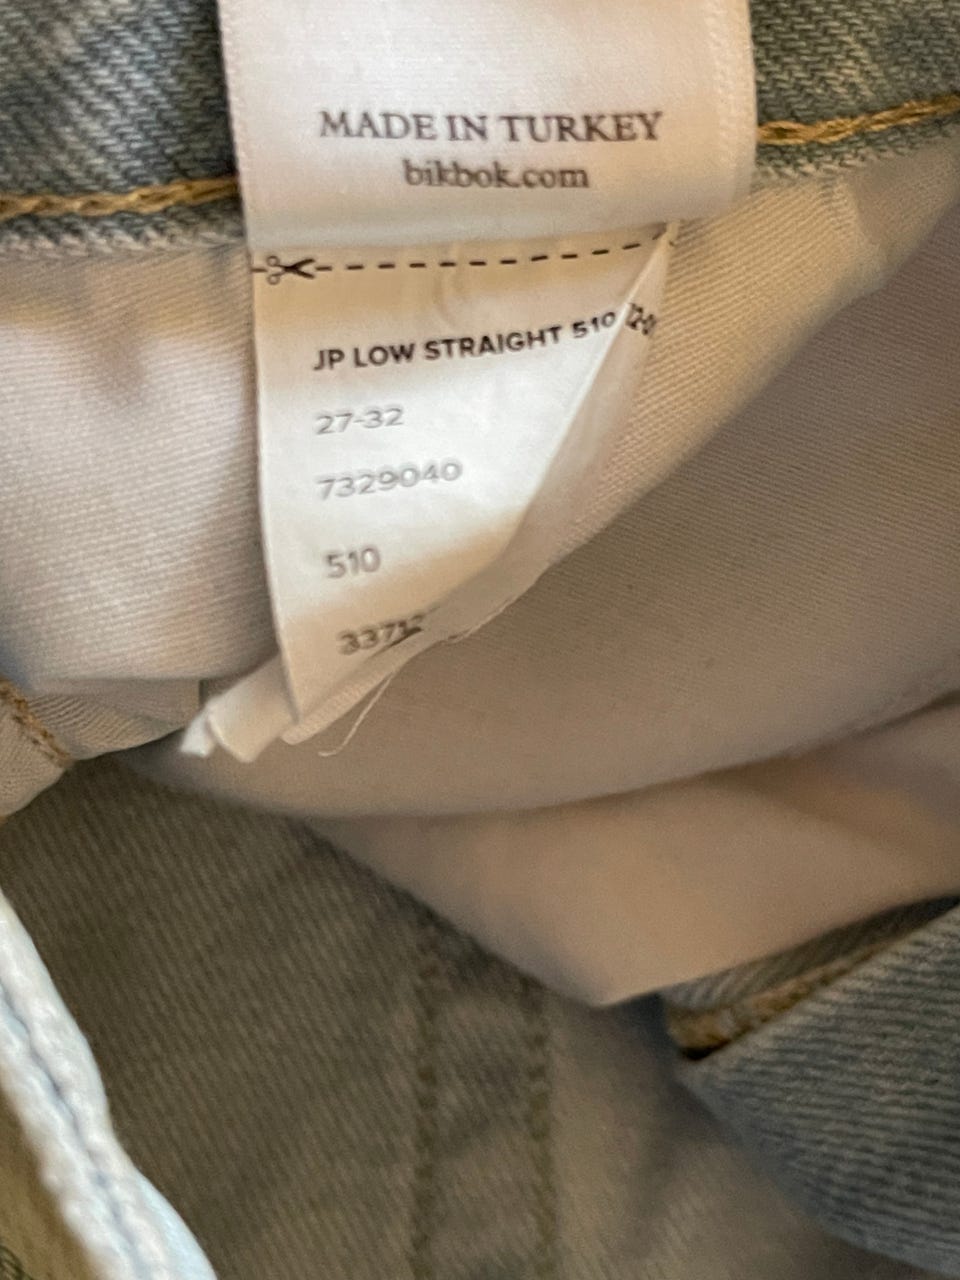 MADE IN TURKEY
bikbok.com
JP LOW STRAIGHT 510
27-32
7329040
510